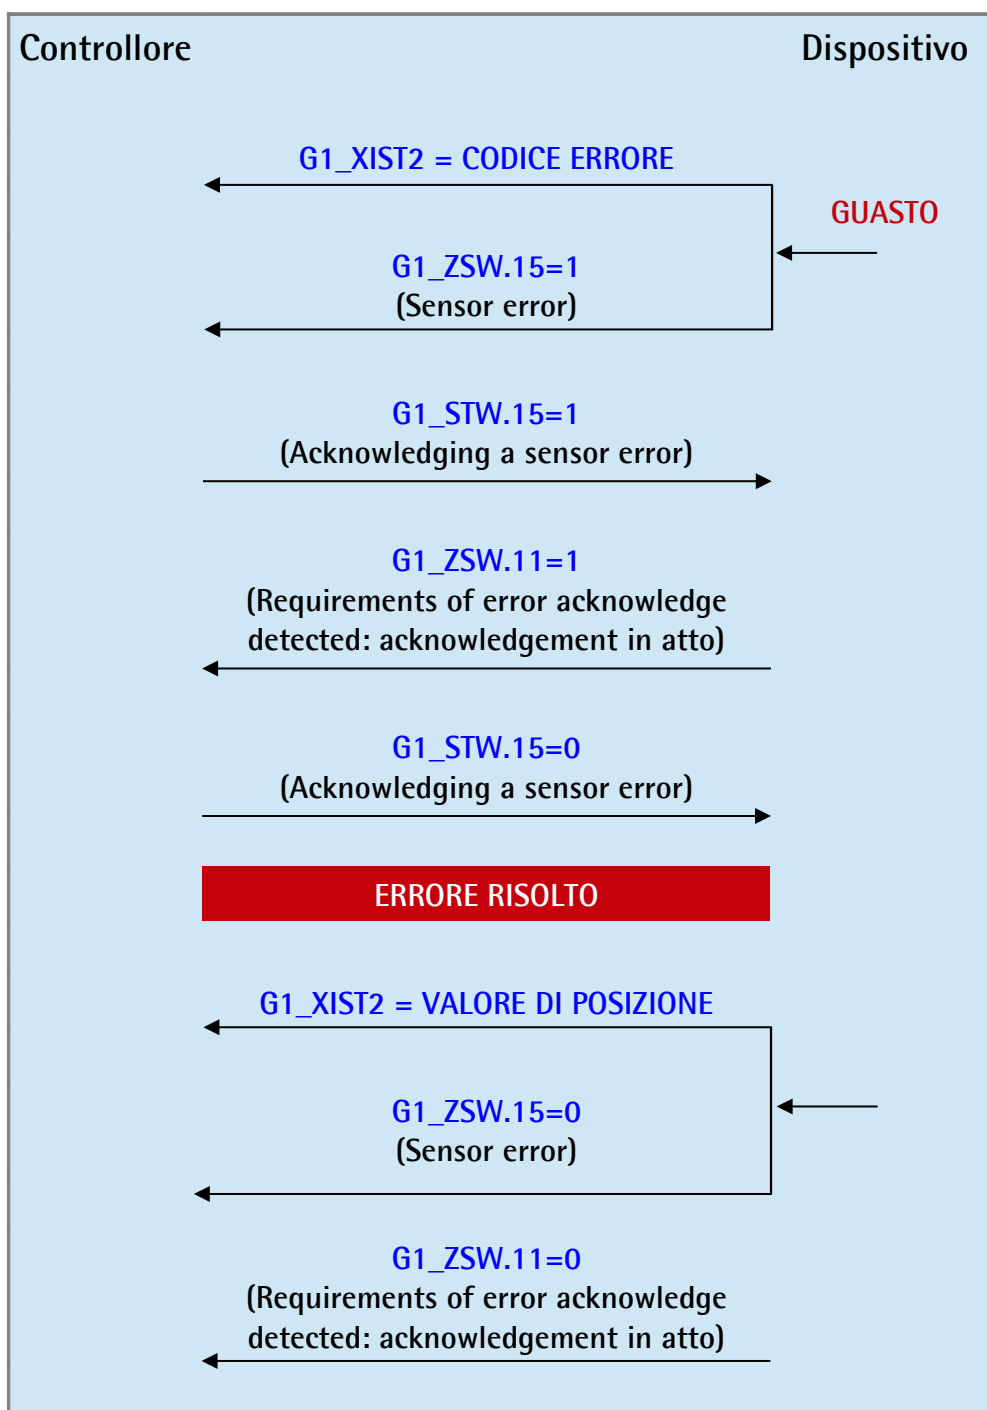 Controllore
Dispositivo
G1_XIST2 = CODICE ERRORE
GUASTO
G1_ZSW.15=1
(Sensor error)
G1_STW.15=1
(Acknowledging a sensor error)
G1_ZSW.11=1
(Requirements of error acknowledge
detected: acknowledgement in atto)
G1_STW.15=0
(Acknowledging a sensor error)
ERRORE RISOLTO
G1_XIST2 = VALORE DI POSIZIONE
G1_ZSW.15=0
(Sensor error)
G1_ZSW.11=0
(Requirements of error acknowledge
detected: acknowledgement in atto)